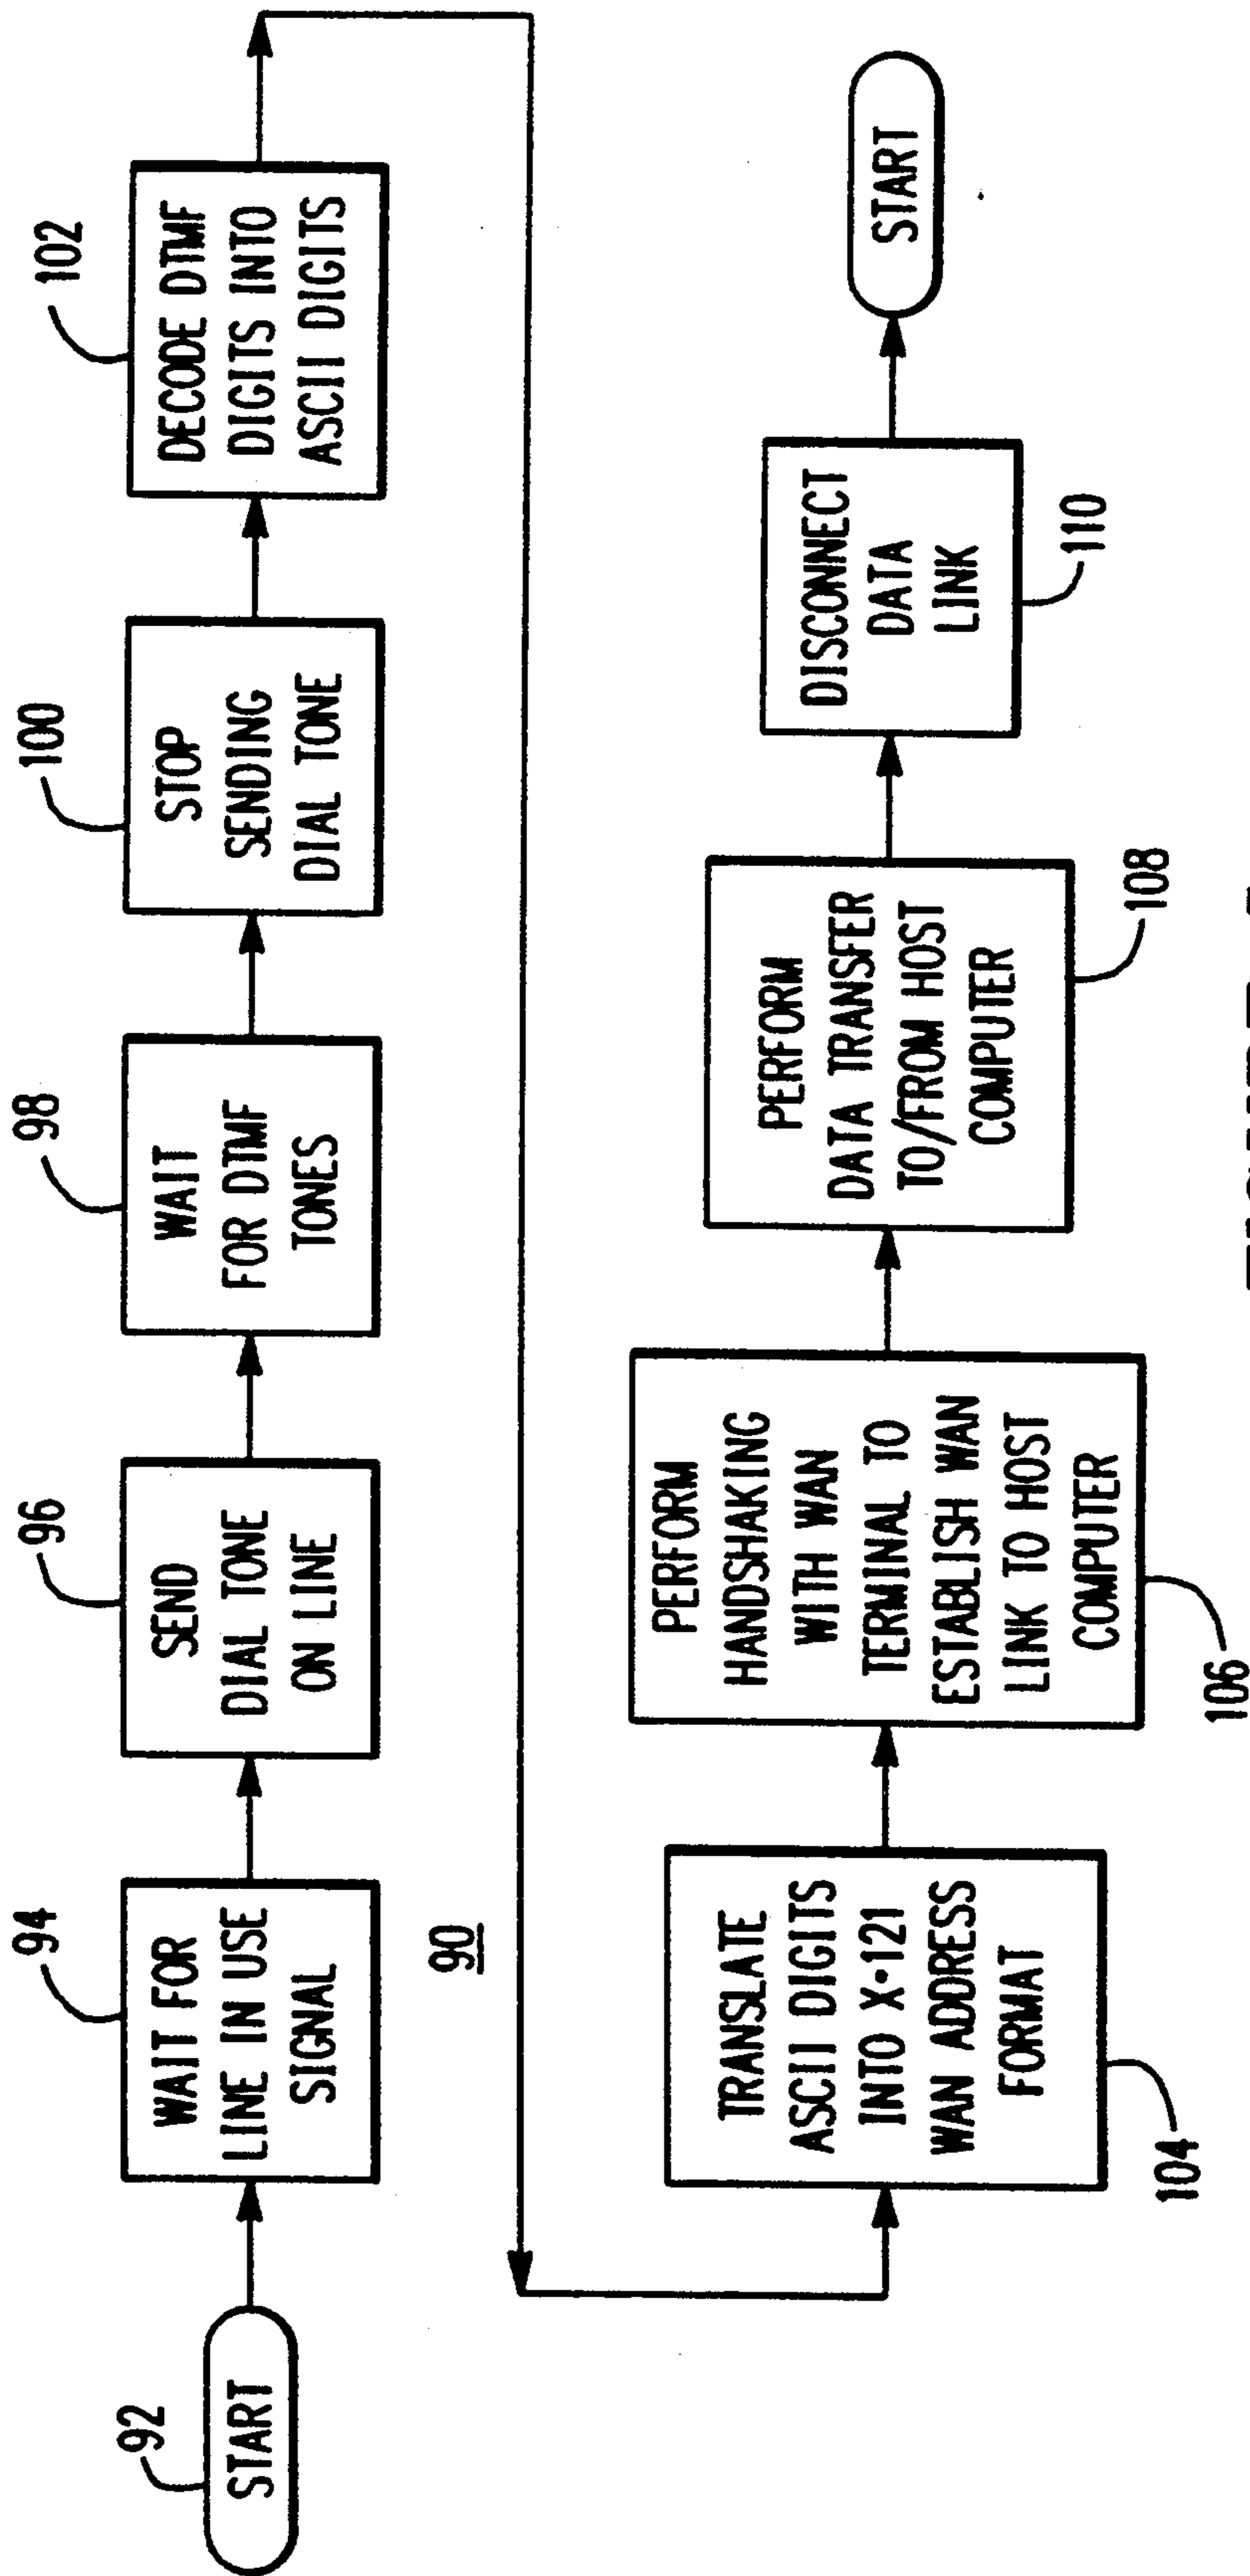 92
START
94
WAIT FOR
LINE IN USE
SIGNAL
96
SEND
DIAL TONE
ON LINE
98
WAIT
FOR DTMF
TONES
100
STOP
SENDING
DIAL TONE
102
DECODE DTMF
DIGITS INTO
ASCII DIGITS
90
TRANSLATE
ASCII DIGITS
INTO X•121
WAN ADDRESS
FORMAT
104
PERFORM
HANDSHAKING
WITH WAN
TERMINAL TO
ESTABLISH WAN
LINK TO HOST
COMPUTER
106
PERFORM
DATA TRANSFER
TO/FROM HOST
COMPUTER
108
DISCONNECT
DATA
LINK
110
START